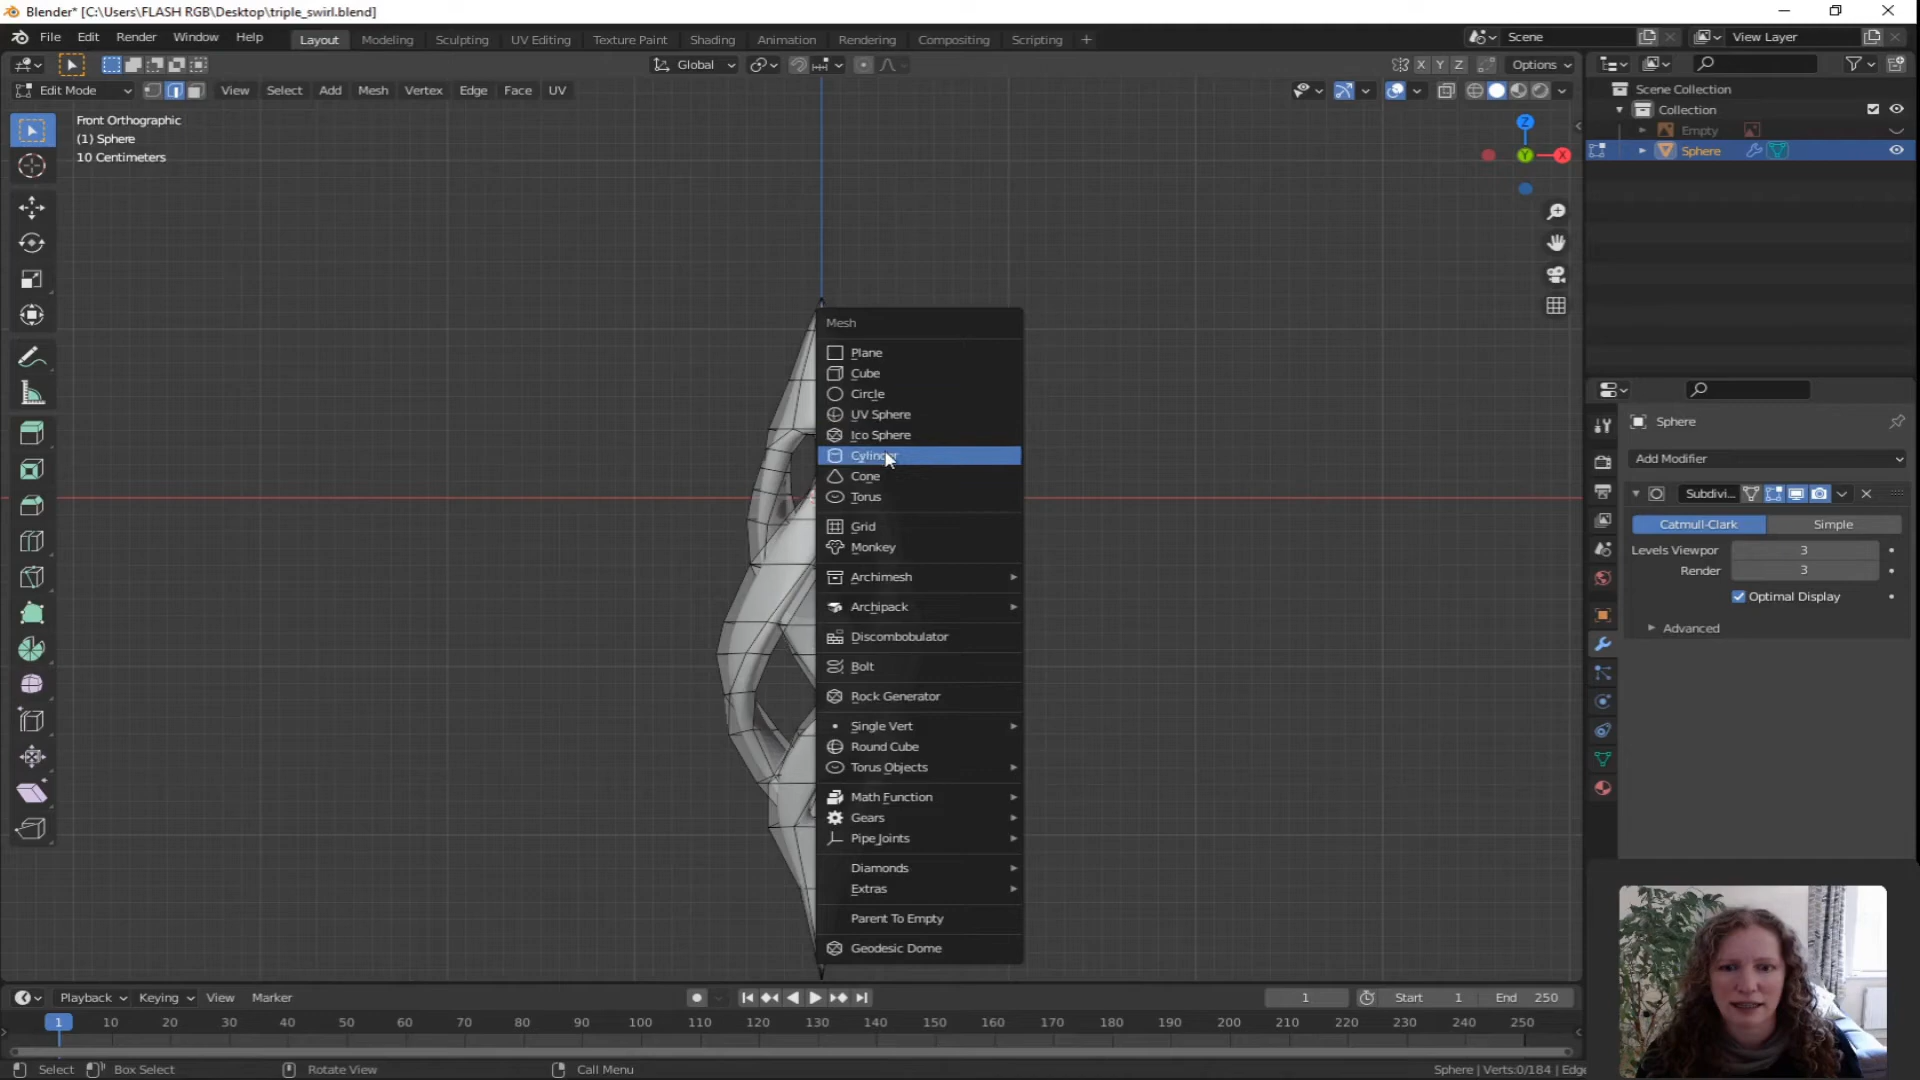 Blender* [C:\Users\FLASH RGB\Desktop\triple_swirl.blend]
File Edit Render Window Help Layout Modeling Sculpting UV Editing Texture Paint Shading Animation Rendering Compositing Scripting + Scene View Layer
Global X Y Z Options
Edit Mode View Select Add Mesh Vertex Edge Face UV
Front Orthographic
(1) Sphere
10 Centimeters
Z
X
Y
Scene Collection
Collection
Empty
Sphere
Mesh
Plane
Cube
Circle
UV Sphere
Ico Sphere
Cylinder
Cone
Torus
Grid
Monkey
Archimesh
Archipack
Discombobulator
Bolt
Rock Generator
Single Vert
Round Cube
Torus Objects
Math Function
Gears
Pipe Joints
Diamonds
Extras
Parent To Empty
Geodesic Dome
Sphere
Add Modifier
Subdivi...
Catmull-Clark Simple
Levels Viewpor 3
Render 3
Optimal Display
Advanced
Playback Keying View Marker 1 Start 1 End 250
1 10 20 30 40 50 60 70 80 90 100 110 120 130 140 150 160 170 180 190 200 210 220 230 240 250
Select Box Select Rotate View Call Menu Sphere | Verts:0/184 | Edge